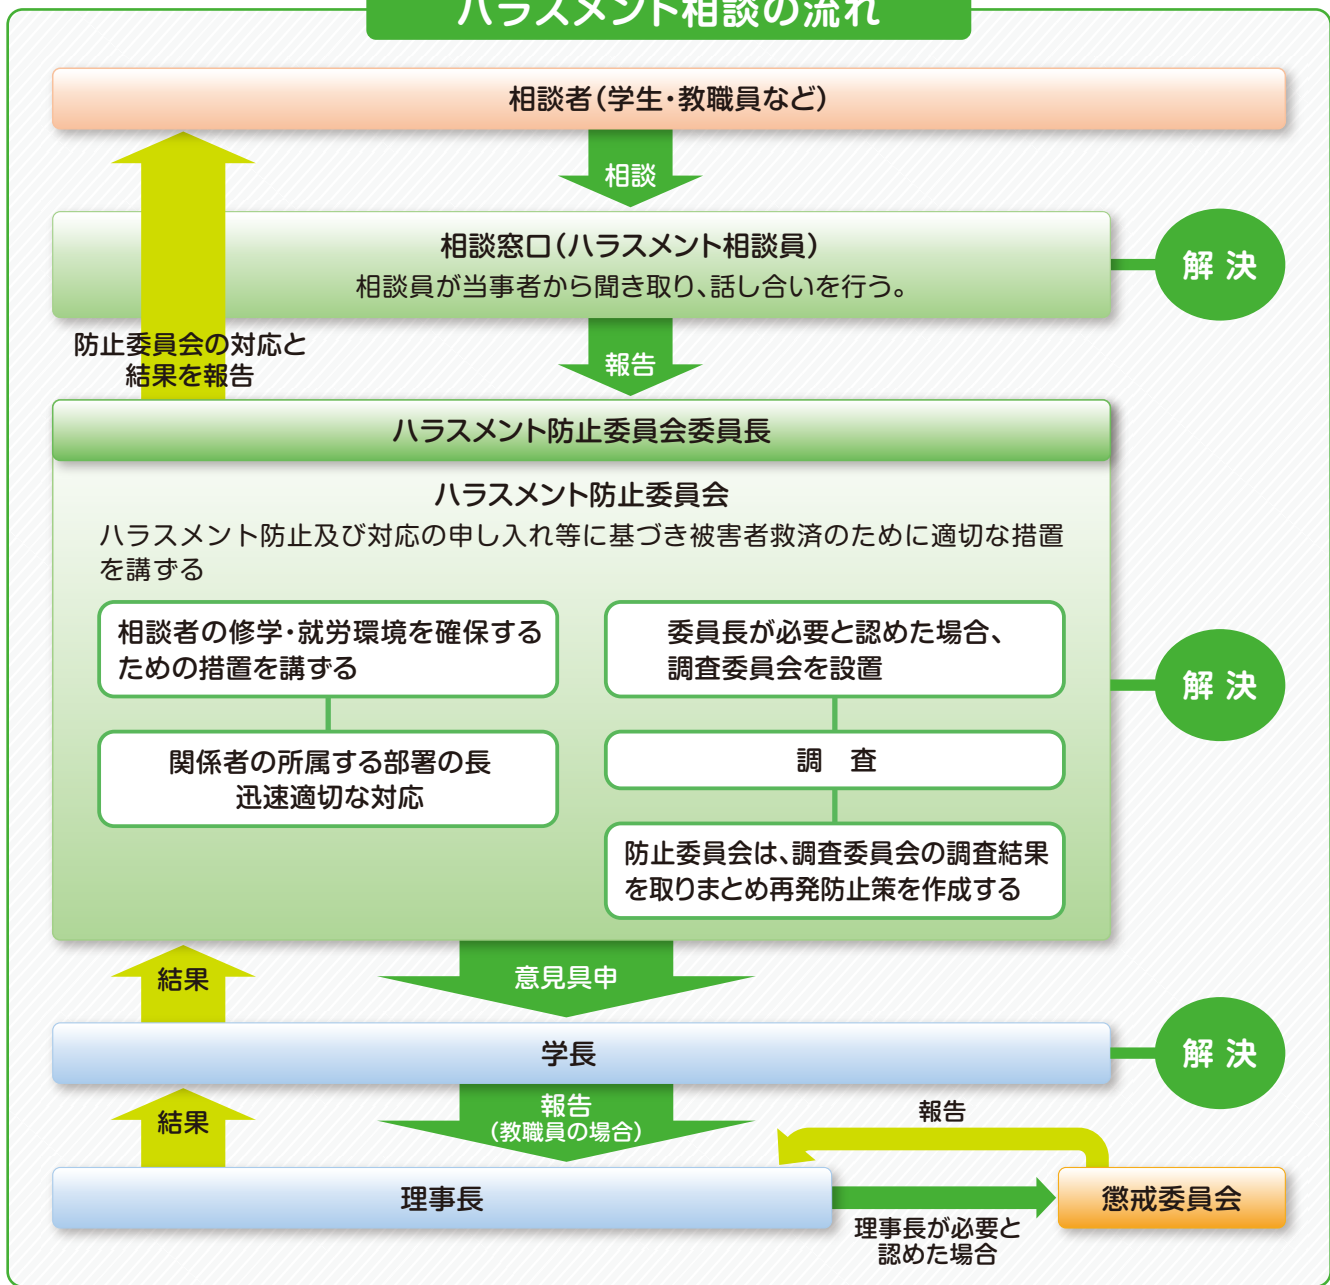 ハラスメント相談の流れ
相談者(学生・教職員など)
相談
相談窓口(ハラスメント相談員)
相談員が当事者から聞き取り、話し合いを行う。
解決
防止委員会の対応と
結果を報告
報告
ハラスメント防止委員会委員長
ハラスメント防止委員会
ハラスメント防止及び対応の申し入れ等に基づき被害者救済のために適切な措置
を講ずる
相談者の修学・就労環境を確保する
ための措置を講ずる
関係者の所属する部署の長
迅速適切な対応
委員長が必要と認めた場合、
調査委員会を設置
調 査
防止委員会は、調査委員会の調査結果
を取りまとめ再発防止策を作成する
解決
結果
意見具申
学長
解決
結果
報告
(教職員の場合)
報告
理事長
理事長が必要と
認めた場合
懲戒委員会